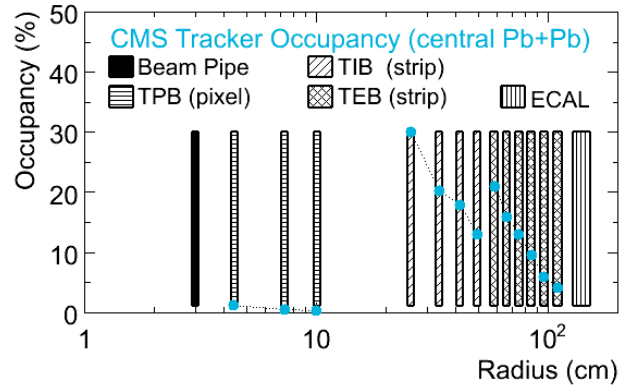 CMS Tracker Occupancy (central Pb+Pb)
Beam Pipe TIB (strip)
TPB (pixel) TEB (strip) ECAL
Occupancy (%)
50
40
30
20
10
0
1 10 10²
Radius (cm)